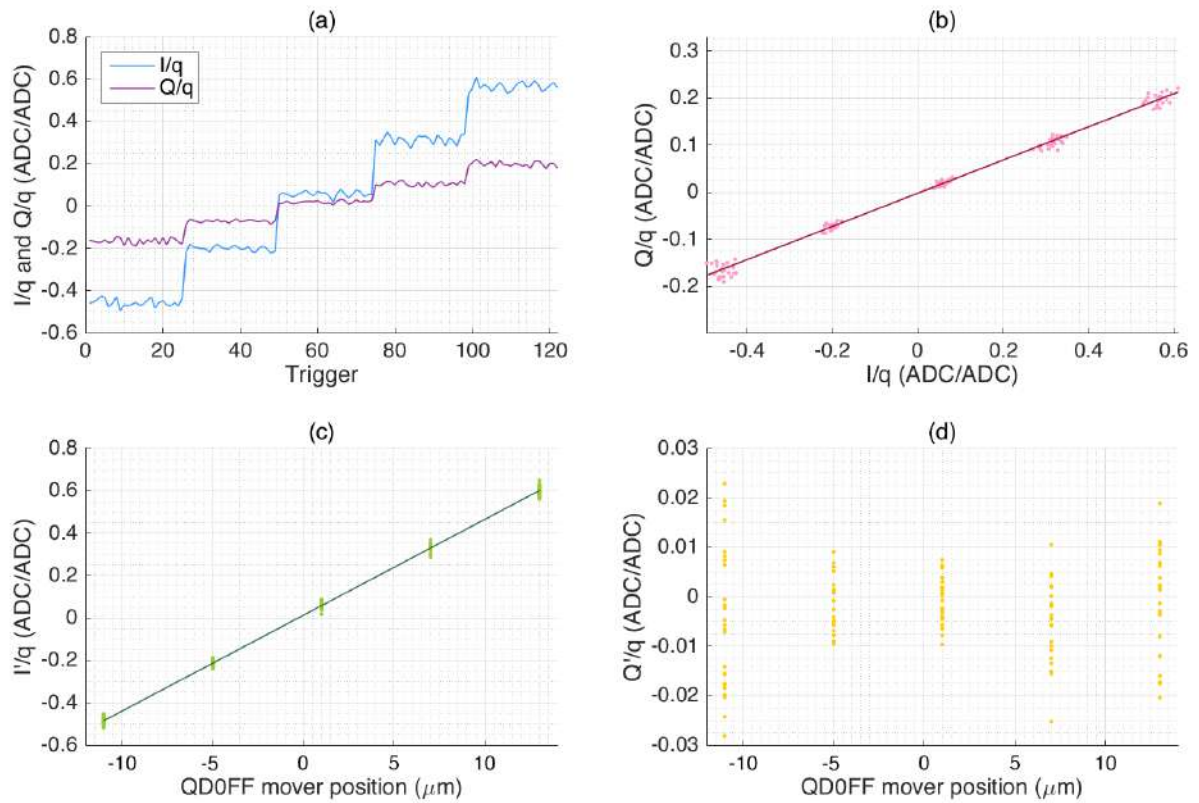 (a)
0.8
0.6
0.4
0.2
0
-0.2
-0.4
-0.6
I/q and Q/q (ADC/ADC)
I/q
Q/q
0 20 40 60 80 100 120
Trigger
(b)
0.3
0.2
0.1
0
-0.1
-0.2
Q/q (ADC/ADC)
-0.4 -0.2 0 0.2 0.4 0.6
I/q (ADC/ADC)
(c)
0.8
0.6
0.4
0.2
0
-0.2
-0.4
-0.6
I'/q (ADC/ADC)
-10 -5 0 5 10
QD0FF mover position (μm)
(d)
0.03
0.02
0.01
0
-0.01
-0.02
-0.03
Q'/q (ADC/ADC)
-10 -5 0 5 10
QD0FF mover position (μm)